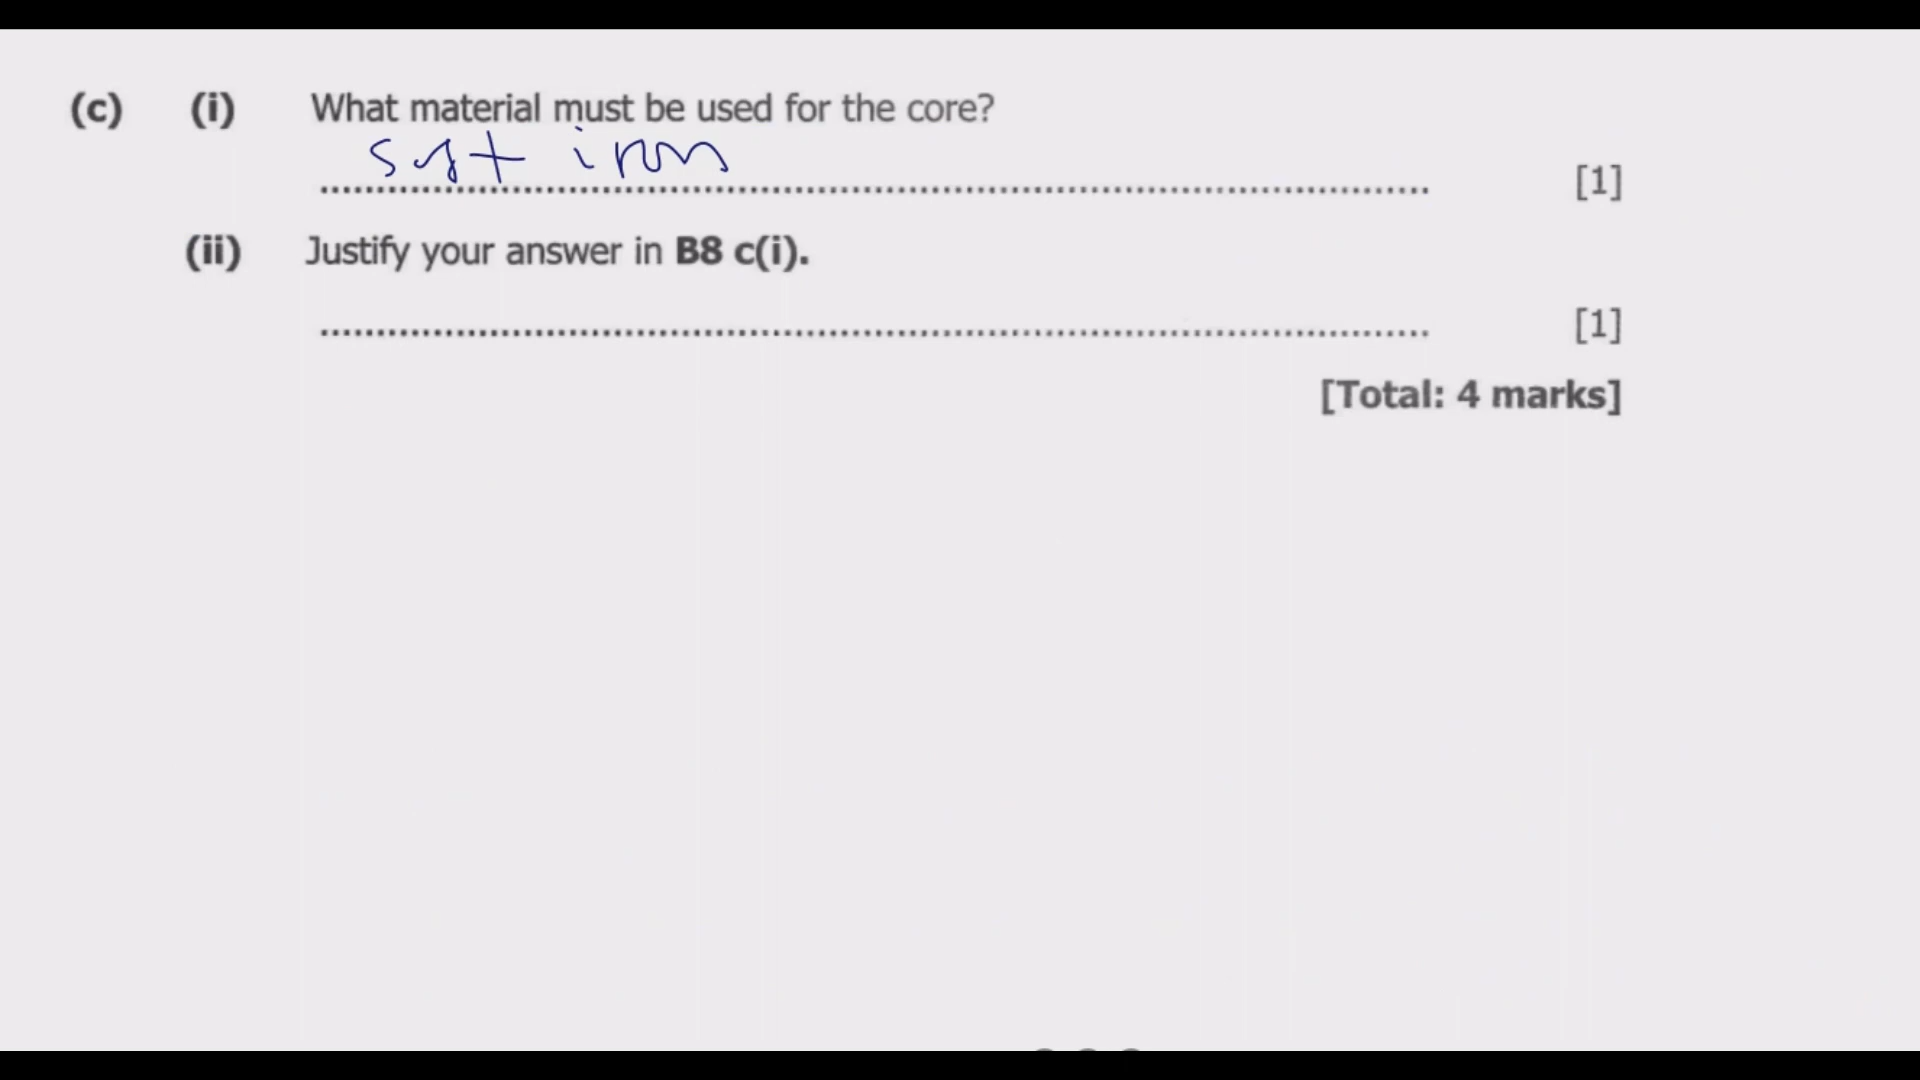 (c) (i) What material must be used for the core?
soft iron
........................................................................ [1]
(ii) Justify your answer in B8 c(i).
........................................................................ [1]
[Total: 4 marks]